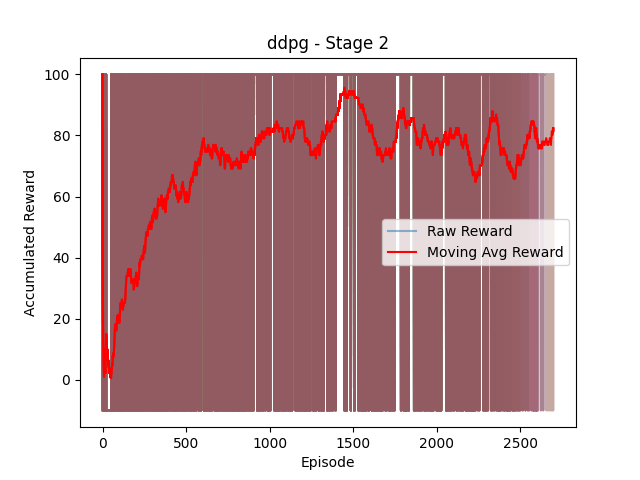 ddpg - Stage 2
100
80
60
40
20
0
Accumulated Reward
Raw Reward
Moving Avg Reward
0
500
1000
1500
2000
2500
Episode